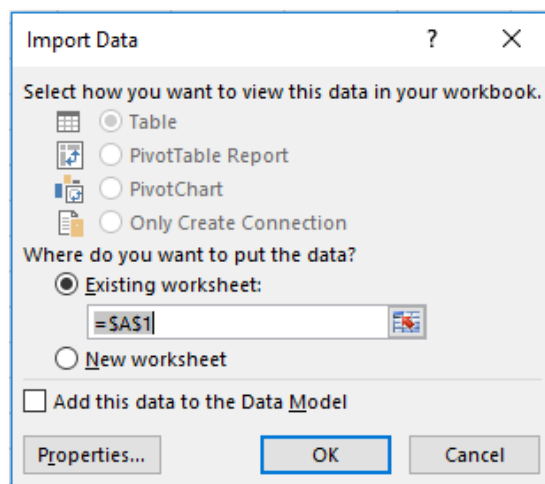 Import Data ?
Select how you want to view this data in your workbook.
Table
PivotTable Report
PivotChart
Only Create Connection
Where do you want to put the data?
Existing worksheet:
=$A$1
New worksheet
Add this data to the Data Model
Properties... OK Cancel